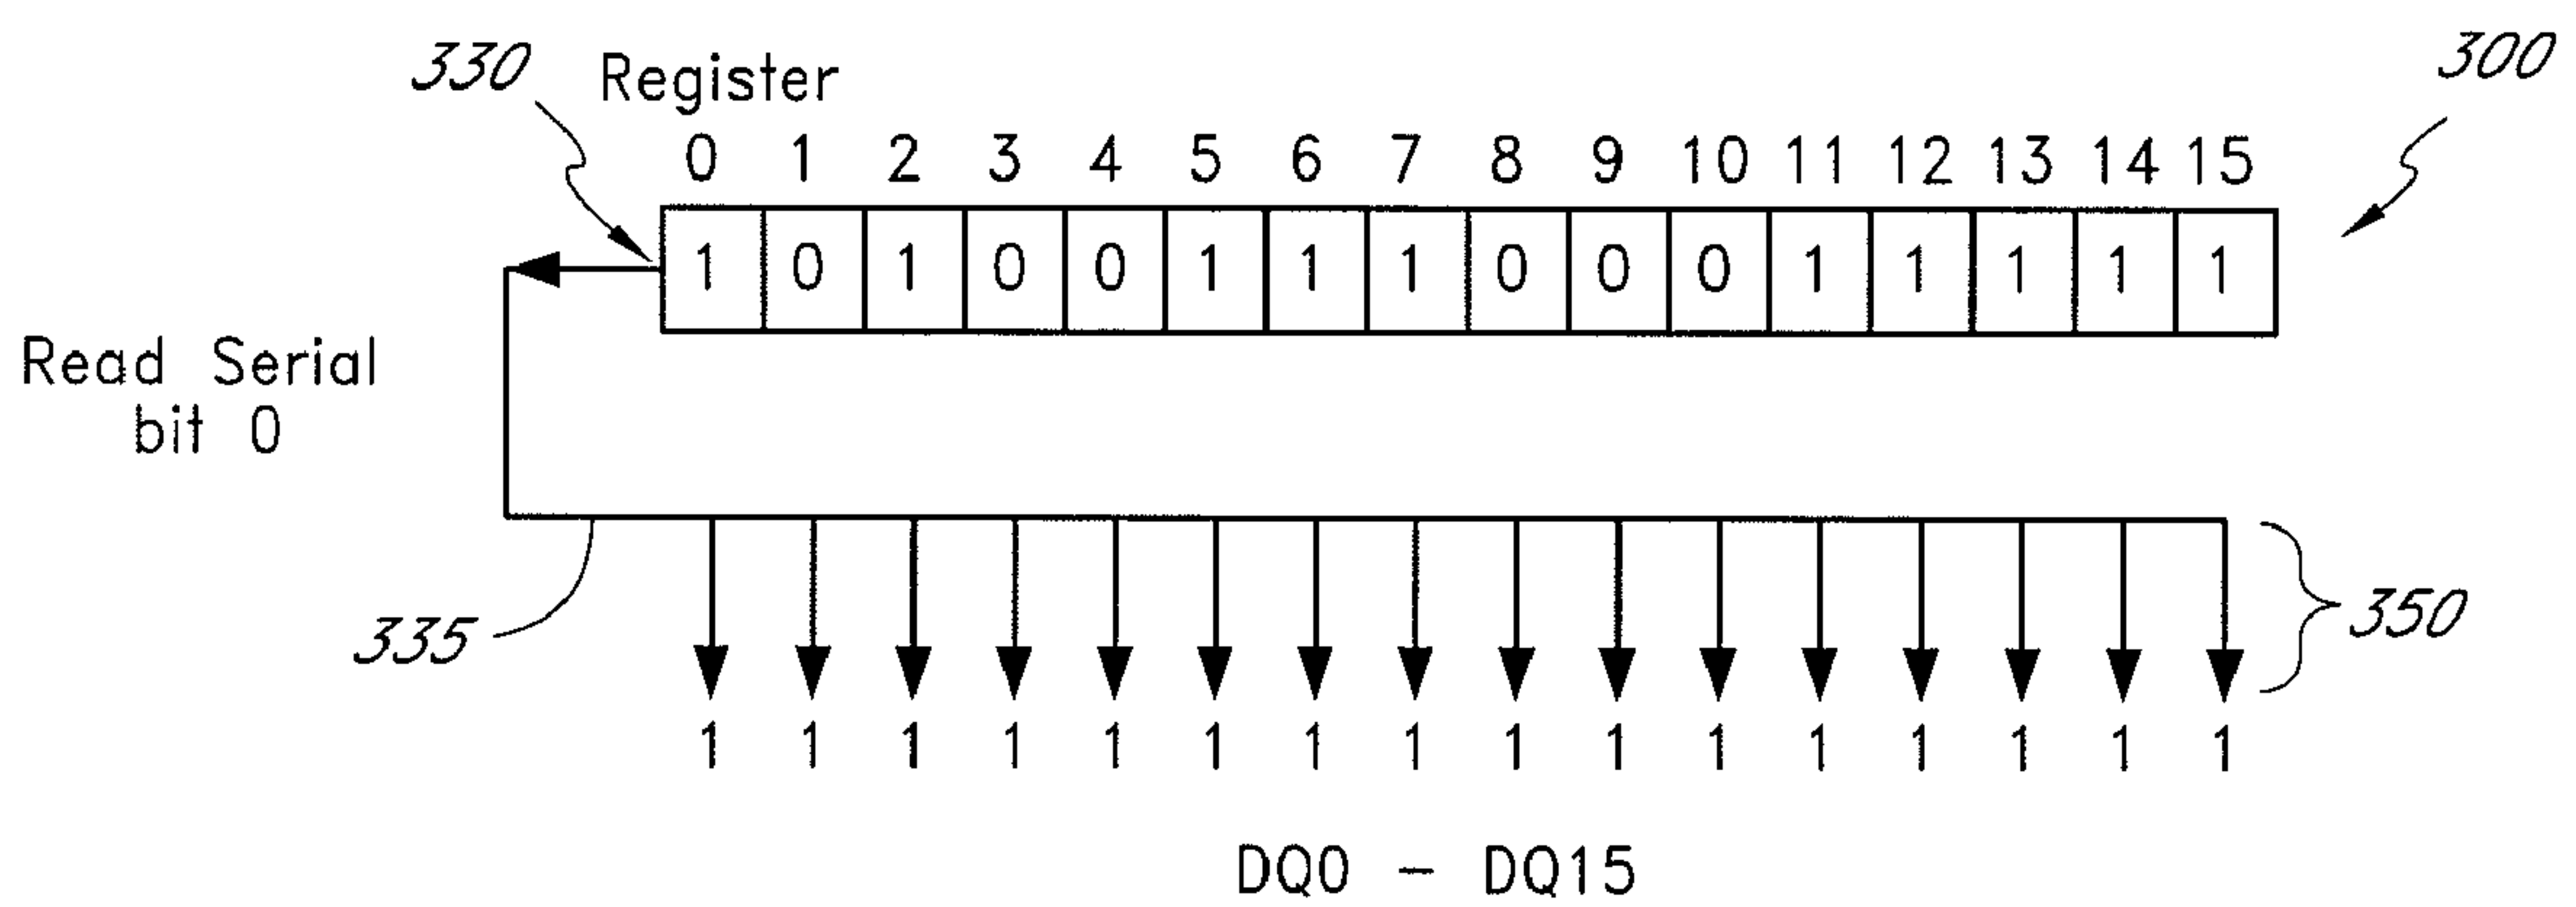 330 Register 300
0 1 2 3 4 5 6 7 8 9 10 11 12 13 14 15
1 0 1 0 0 1 1 1 0 0 0 1 1 1 1 1
Read Serial
bit 0
335 350
1 1 1 1 1 1 1 1 1 1 1 1 1 1 1 1
DQ0 - DQ15